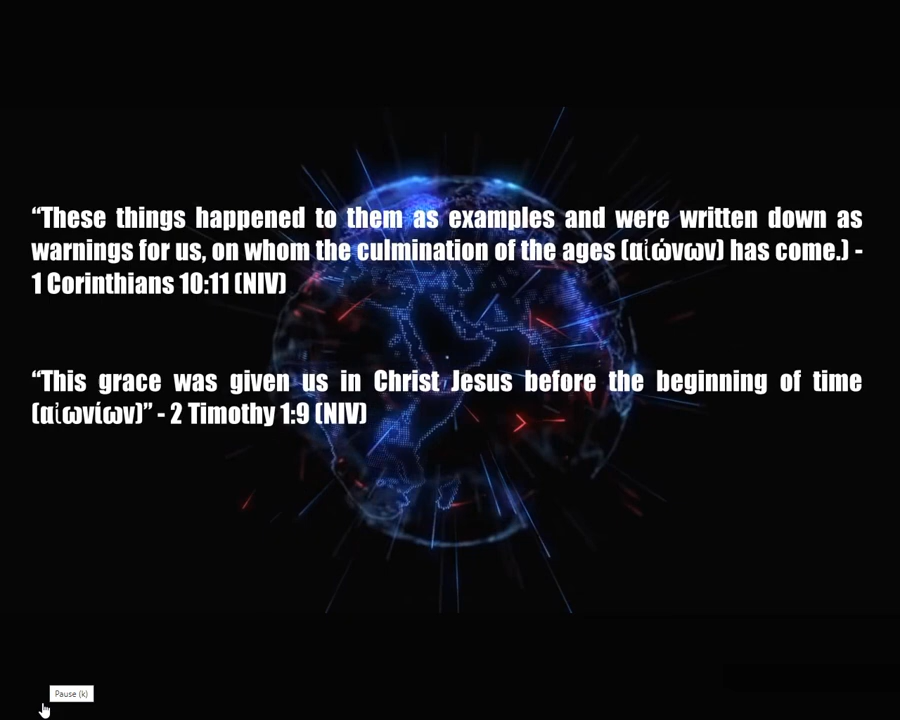 “These things happened to them as examples and were written down as
warnings for us, on whom the culmination of the ages (αἰώνων) has come.) -
1 Corinthians 10:11 (NIV)
“This grace was given us in Christ Jesus before the beginning of time
(αἰωνίων)” - 2 Timothy 1:9 (NIV)
Pause (k)